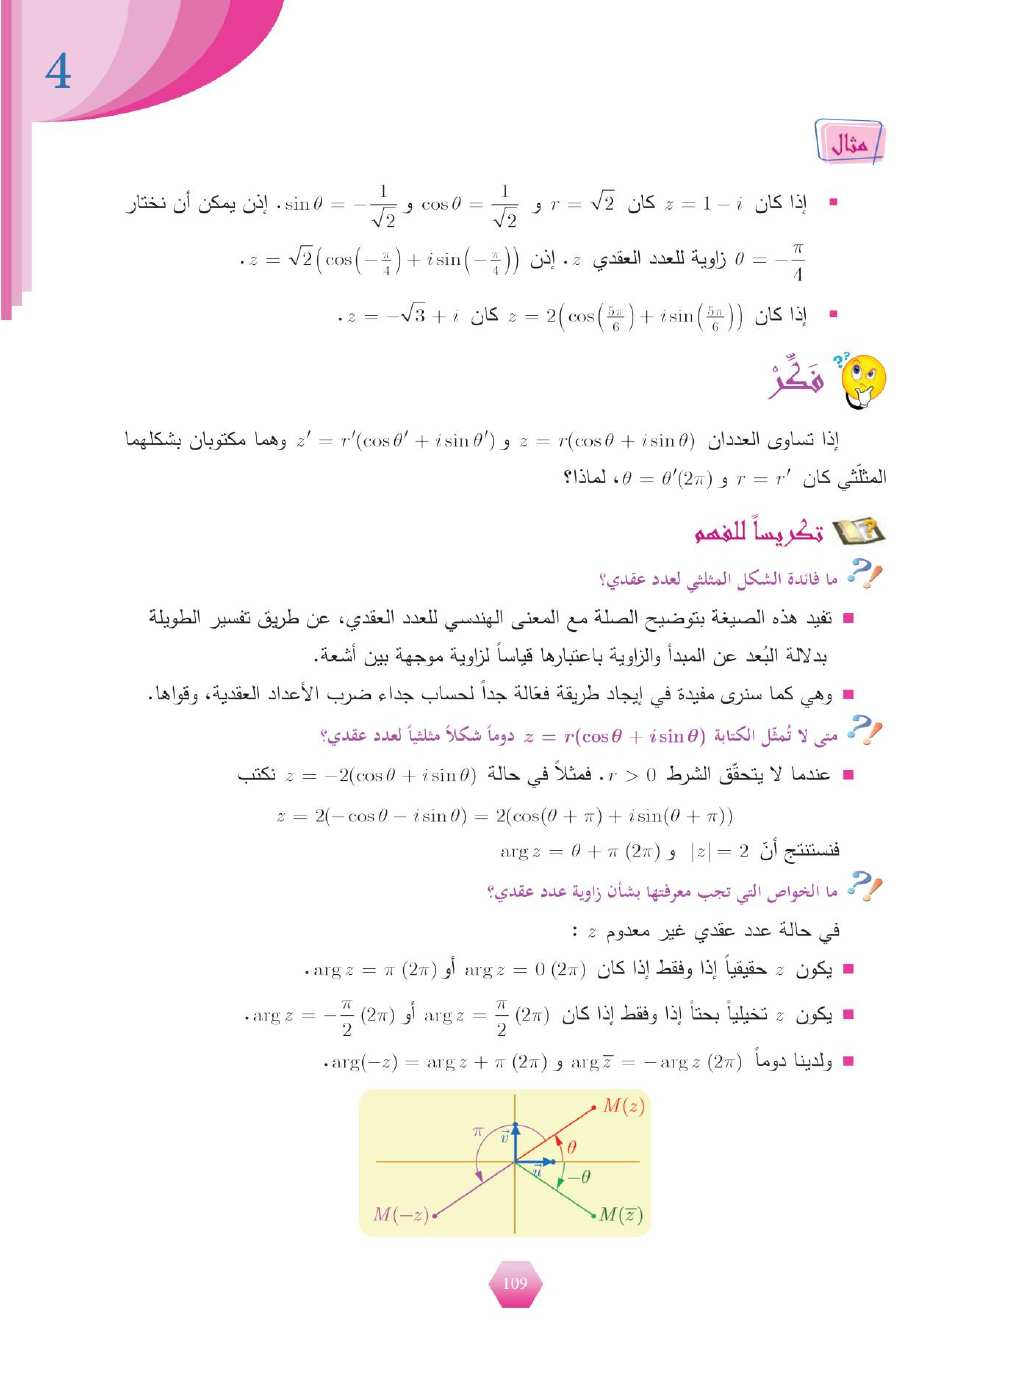 4
مثال
▪ إذا كان z = 1 − i كان r = √2 و cos θ = 1/√2 و sin θ = −1/√2. إذن يمكن أن نختار
θ = −π/4 زاوية للعدد العقدي z. إذن z = √2(cos(−π/4) + i sin(−π/4)).
▪ إذا كان z = 2(cos(5π/6) + i sin(5π/6)) كان z = −√3 + i.
فَكِّرْ
إذا تساوى العددان z = r(cos θ + i sin θ) و z′ = r′(cos θ′ + i sin θ′) وهما مكتوبان بشكلهما
المثلّثي كان r = r′ و θ = θ′(2π)، لماذا؟
تكريساً للفهم
ما فائدة الشكل المثلثي لعدد عقدي؟
▪ تفيد هذه الصيغة بتوضيح الصلة مع المعنى الهندسي للعدد العقدي، عن طريق تفسير الطويلة
بدلالة البُعد عن المبدأ والزاوية باعتبارها قياساً لزاوية موجهة بين أشعة.
▪ وهي كما سنرى مفيدة في إيجاد طريقة فعّالة جداً لحساب جداء ضرب الأعداد العقدية، وقواها.
متى لا تُمثّل الكتابة z = r(cos θ + i sin θ) دوماً شكلاً مثلثياً لعدد عقدي؟
▪ عندما لا يتحقّق الشرط r > 0. فمثلاً في حالة z = −2(cos θ + i sin θ) نكتب
z = 2(−cos θ − i sin θ) = 2(cos(θ + π) + i sin(θ + π))
فنستنتج أنّ |z| = 2 و arg z = θ + π (2π)
ما الخواص التي تجب معرفتها بشأن زاوية عدد عقدي؟
في حالة عدد عقدي غير معدوم z :
▪ يكون z حقيقياً إذا وفقط إذا كان arg z = 0 (2π) أو arg z = π (2π).
▪ يكون z تخيلياً بحتاً إذا وفقط إذا كان arg z = π/2 (2π) أو arg z = −π/2 (2π).
▪ ولدينا دوماً arg z̅ = −arg z (2π) و arg(−z) = arg z + π (2π).
M(z)
π
v⃗
θ
u⃗
−θ
M(−z)
M(z̅)
109